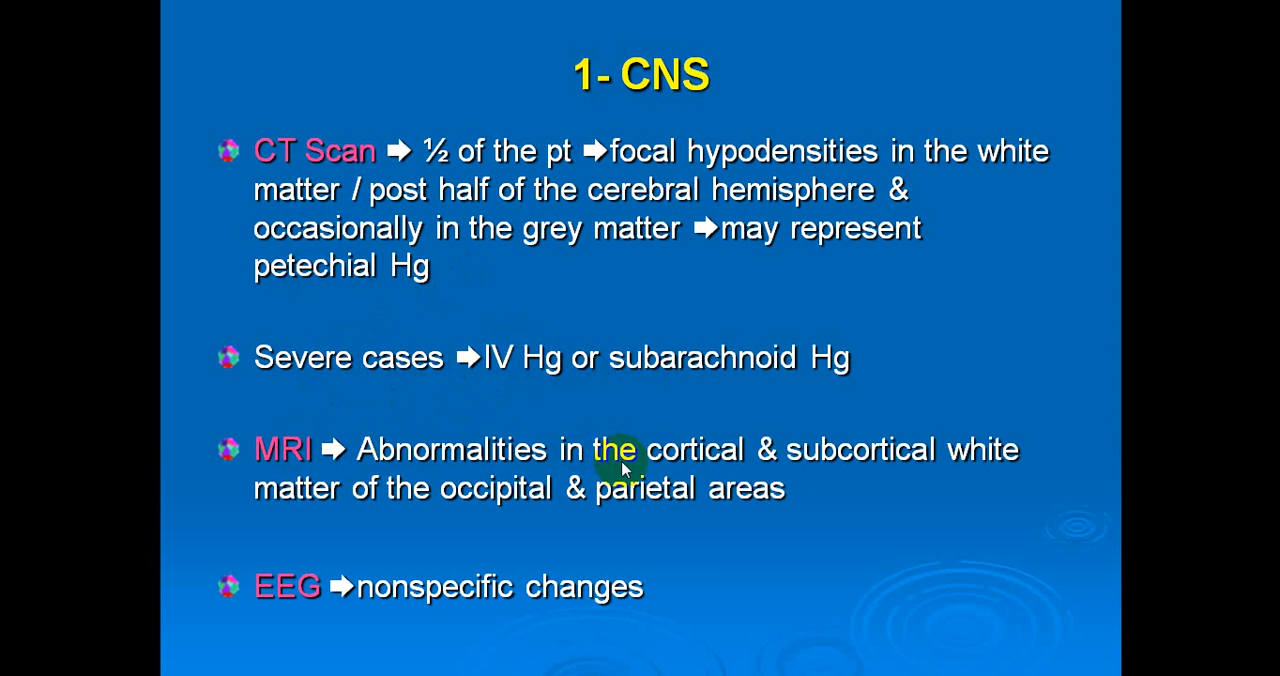 1- CNS
CT Scan ➡ ½ of the pt ➡focal hypodensities in the white
matter / post half of the cerebral hemisphere &
occasionally in the grey matter ➡may represent
petechial Hg
Severe cases ➡IV Hg or subarachnoid Hg
MRI ➡ Abnormalities in the cortical & subcortical white
matter of the occipital & parietal areas
EEG ➡nonspecific changes